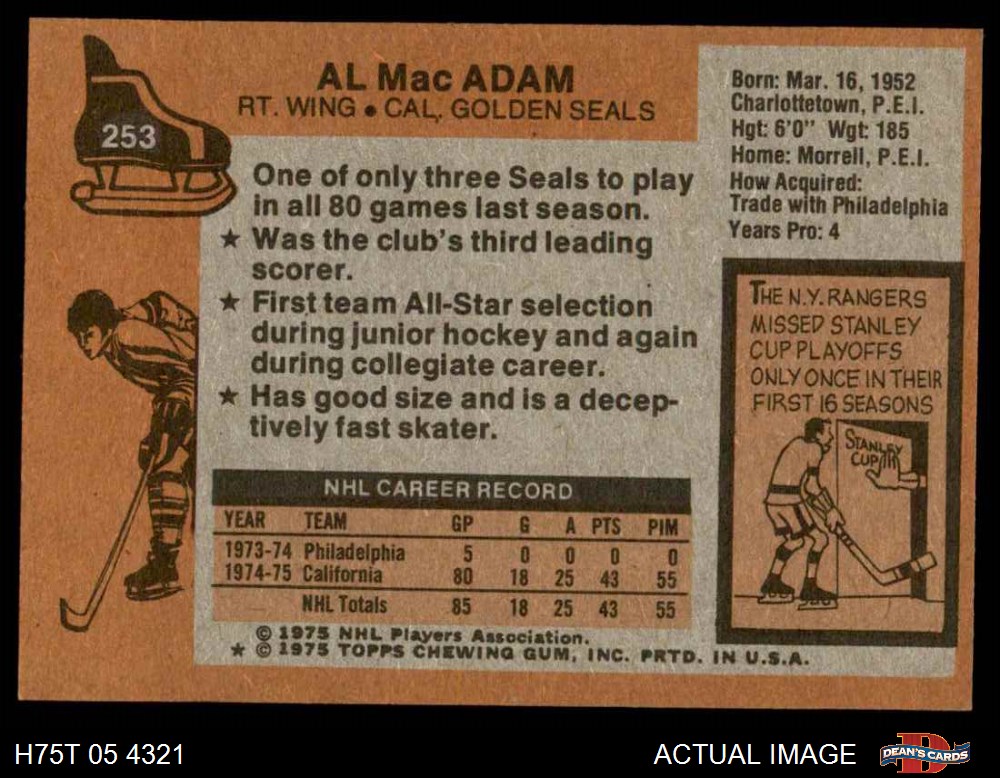 AL Mac ADAM
RT. WING • CAL. GOLDEN SEALS
253
One of only three Seals to play
in all 80 games last season.
★ Was the club's third leading
scorer.
★ First team All-Star selection
during junior hockey and again
during collegiate career.
★ Has good size and is a decep-
tively fast skater.
Born: Mar. 16, 1952
Charlottetown, P.E.I.
Hgt: 6'0" Wgt: 185
Home: Morrell, P.E.I.
How Acquired:
Trade with Philadelphia
Years Pro: 4
THE N.Y. RANGERS
MISSED STANLEY
CUP PLAYOFFS
ONLY ONCE IN THEIR
FIRST 16 SEASONS
STANLEY
CUP
NHL CAREER RECORD
YEAR TEAM GP G A PTS PIM
1973-74 Philadelphia 5 0 0 0 0
1974-75 California 80 18 25 43 55
NHL Totals 85 18 25 43 55
© 1975 NHL Players Association.
★ © 1975 TOPPS CHEWING GUM, INC. PRTD. IN U.S.A.
H75T 05 4321
ACTUAL IMAGE
DEAN'S CARDS